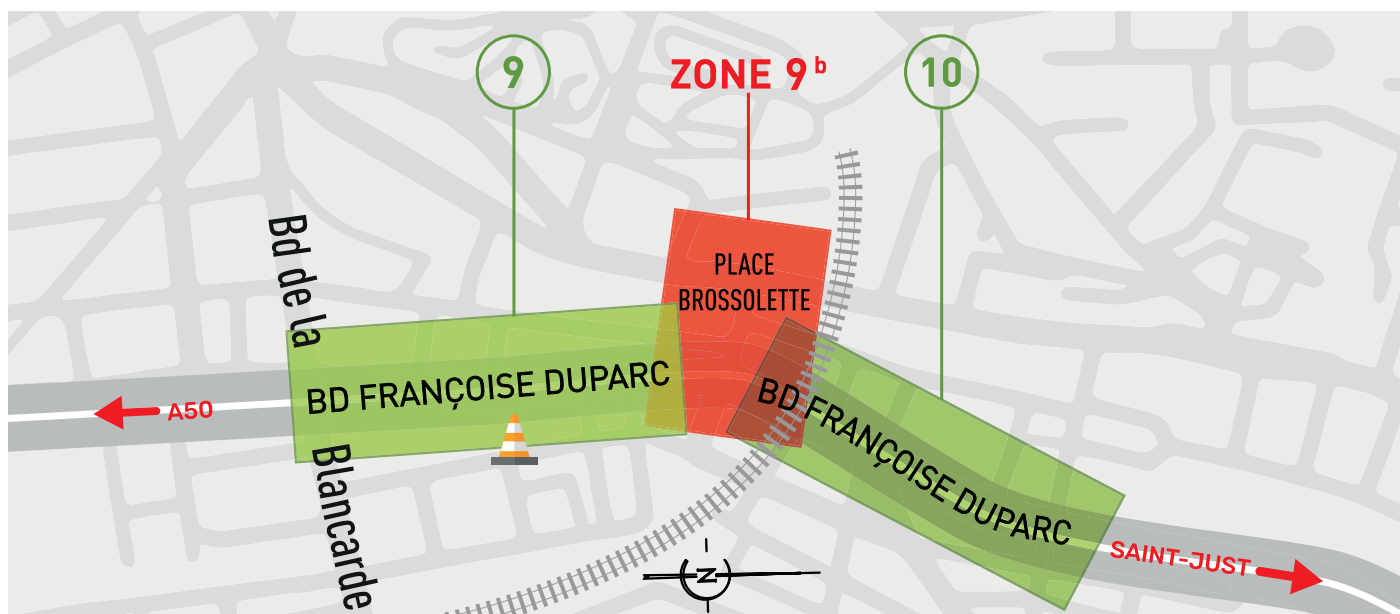 9
ZONE 9 b
10
Bd de la
PLACE
BROSSOLETTE
BD FRANÇOISE DUPARC
BD FRANÇOISE DUPARC
A50
Blancarde
SAINT-JUST
N